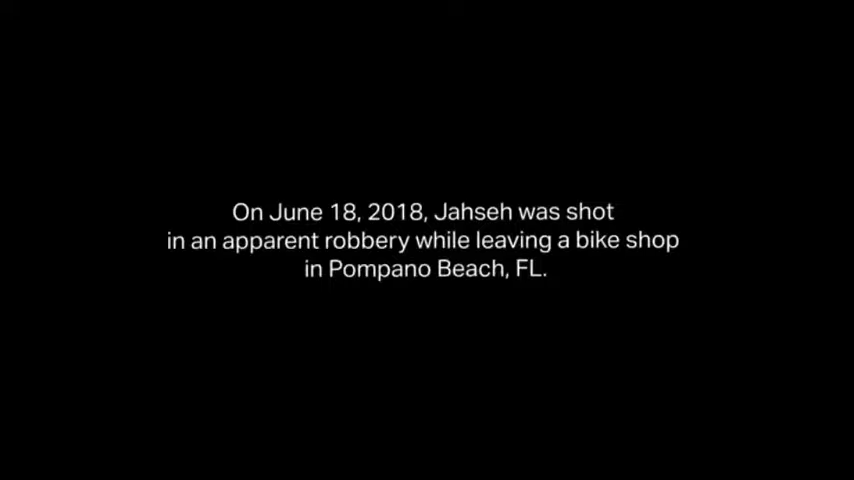 On June 18, 2018, Jahseh was shot
in an apparent robbery while leaving a bike shop
in Pompano Beach, FL.